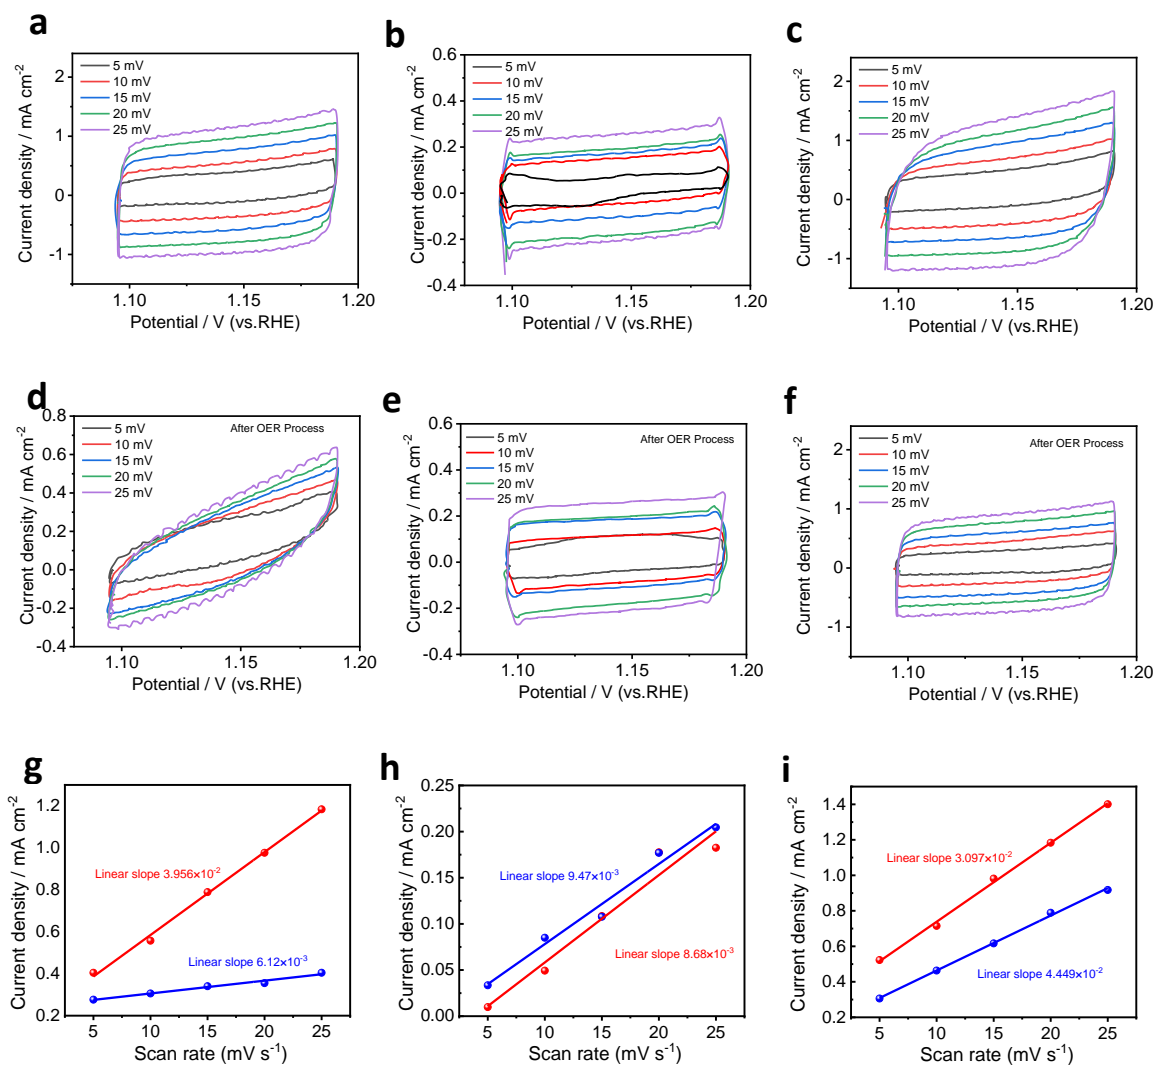 a
2
1
0
-1
1.10
1.15
1.20
5 mV
10 mV
15 mV
20 mV
25 mV
Current density / mA cm-2
Potential / V (vs.RHE)
b
0.6
0.4
0.2
0.0
-0.2
-0.4
1.10
1.15
1.20
5 mV
10 mV
15 mV
20 mV
25 mV
Current density / mA cm-2
Potential / V (vs.RHE)
c
2
1
0
-1
1.10
1.15
1.20
5 mV
10 mV
15 mV
20 mV
25 mV
Current density / mA cm-2
Potential / V (vs.RHE)
d
0.8
0.6
0.4
0.2
0.0
-0.2
-0.4
1.10
1.15
1.20
5 mV
10 mV
15 mV
20 mV
25 mV
After OER Process
Current density / mA cm-2
Potential / V (vs.RHE)
e
0.6
0.4
0.2
0.0
-0.2
-0.4
1.10
1.15
1.20
5 mV
10 mV
15 mV
20 mV
25 mV
After OER Process
Current density / mA cm-2
Potential / V (vs.RHE)
f
2
1
0
-1
1.10
1.15
1.20
5 mV
10 mV
15 mV
20 mV
25 mV
After OER Process
Current density / mA cm-2
Potential / V (vs.RHE)
g
1.2
1.0
0.8
0.6
0.4
0.2
5
10
15
20
25
Linear slope 3.956×10-2
Linear slope 6.12×10-3
Current density / mA cm-2
Scan rate (mV s-1)
h
0.25
0.20
0.15
0.10
0.05
0.00
5
10
15
20
25
Linear slope 9.47×10-3
Linear slope 8.68×10-3
Current density / mA cm-2
Scan rate (mV s-1)
i
1.4
1.2
1.0
0.8
0.6
0.4
0.2
5
10
15
20
25
Linear slope 3.097×10-2
Linear slope 4.449×10-2
Current density / mA cm-2
Scan rate (mV s-1)